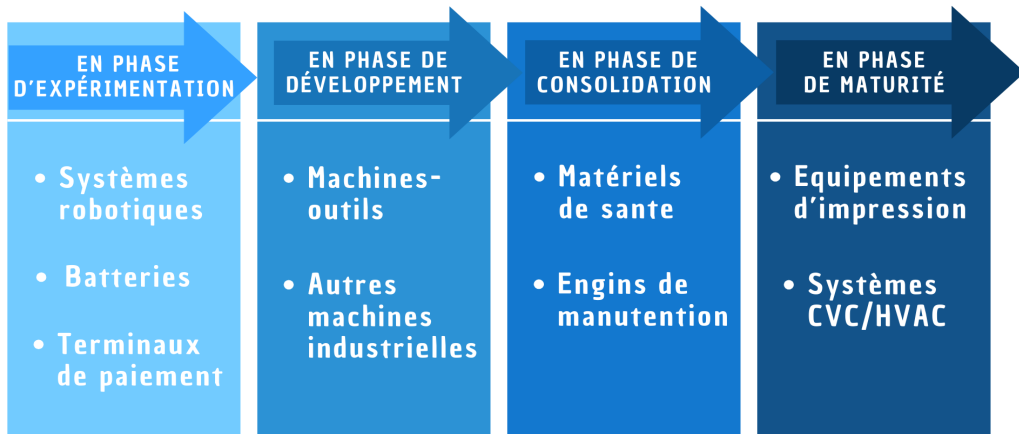 EN PHASE
D'EXPÉRIMENTATION
• Systèmes
robotiques
• Batteries
• Terminaux
de paiement
EN PHASE DE
DÉVELOPPEMENT
• Machines-
outils
• Autres
machines
industrielles
EN PHASE DE
CONSOLIDATION
• Matériels
de sante
• Engins de
manutention
EN PHASE
DE MATURITÉ
• Equipements
d'impression
• Systèmes
CVC/HVAC